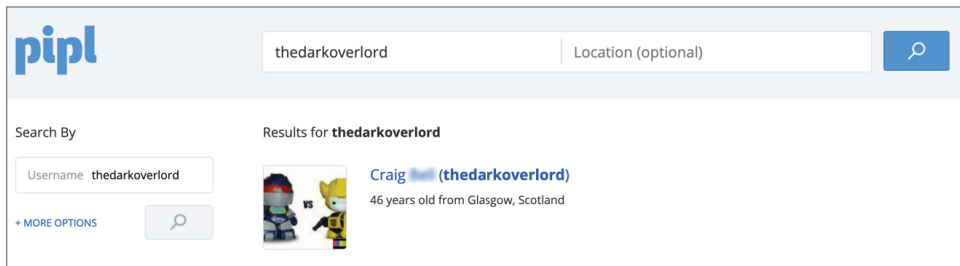 pipl
thedarkoverlord Location (optional)
Search By
Username thedarkoverlord
+ MORE OPTIONS
Results for thedarkoverlord
VS
Craig (thedarkoverlord)
46 years old from Glasgow, Scotland